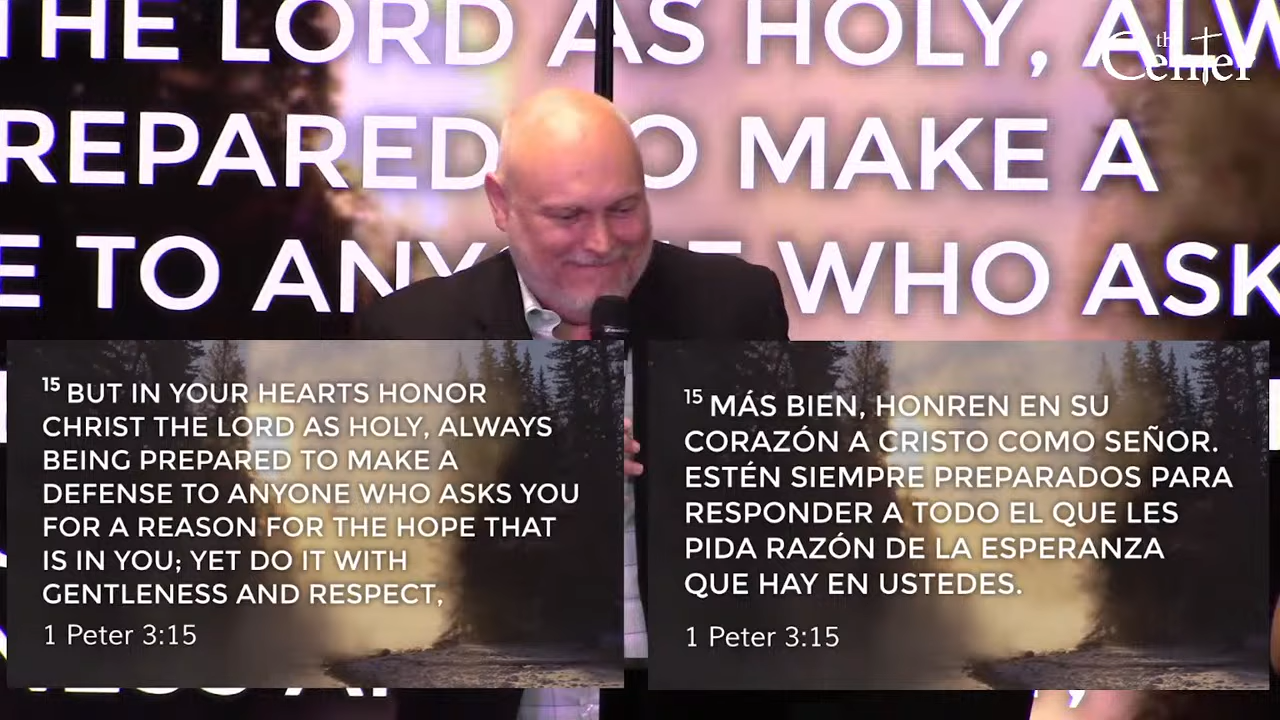 THE LORD AS HOLY, ALW
REPARED TO MAKE A
E TO ANYONE WHO ASK
the
Center
15 BUT IN YOUR HEARTS HONOR
CHRIST THE LORD AS HOLY, ALWAYS
BEING PREPARED TO MAKE A
DEFENSE TO ANYONE WHO ASKS YOU
FOR A REASON FOR THE HOPE THAT
IS IN YOU; YET DO IT WITH
GENTLENESS AND RESPECT,
1 Peter 3:15
15 MÁS BIEN, HONREN EN SU
CORAZÓN A CRISTO COMO SEÑOR.
ESTÉN SIEMPRE PREPARADOS PARA
RESPONDER A TODO EL QUE LES
PIDA RAZÓN DE LA ESPERANZA
QUE HAY EN USTEDES.
1 Peter 3:15